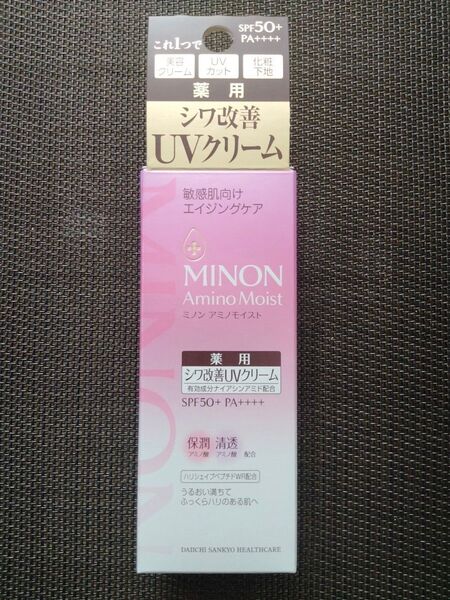 これ1つで
SPF50+
PA++++
美容
クリーム
UV
カット
化粧
下地
薬用
シワ改善
UVクリーム
敏感肌向け
エイジングケア
MINON
MINON
Amino Moist
ミノン アミノモイスト
薬用
シワ改善UVクリーム
有効成分ナイアシンアミド配合
SPF50+ PA++++
保潤 清透
アミノ酸 アミノ酸 配合
ハリシェイプペプチドWR配合
うるおい満ちて
ふっくらハリのある肌へ
DAIICHI SANKYO HEALTHCARE